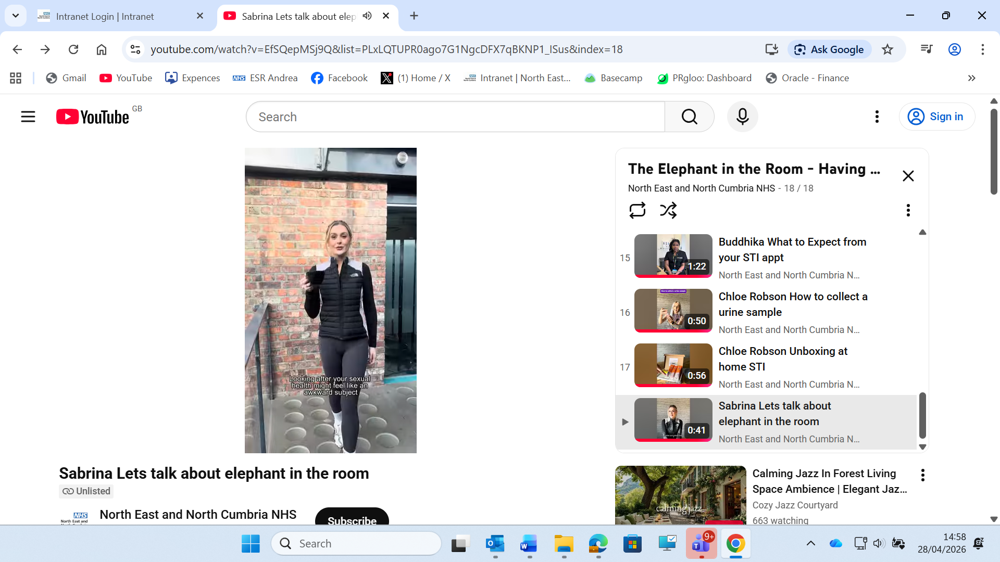 Intranet Login | Intranet
Sabrina Lets talk about elep
youtube.com/watch?v=EfSQepMSj9Q&list=PLxLQTUPR0ago7G1NgcDFX7qBKNP1_ISus&index=18
Ask Google
Gmail
YouTube
Expences
NHS ESR Andrea
Facebook
(1) Home / X
Intranet | North East...
Basecamp
PRgloo: Dashboard
Oracle - Finance
YouTube GB
Search
Sign in
Looking after your sexual
health might feel like an
awkward subject
The Elephant in the Room - Having ...
North East and North Cumbria NHS - 18 / 18
15
1:22
Buddhika What to Expect from
your STI appt
North East and North Cumbria N...
16
0:50
Chloe Robson How to collect a
urine sample
North East and North Cumbria N...
17
0:56
Chloe Robson Unboxing at
home STI
North East and North Cumbria N...
0:41
Sabrina Lets talk about
elephant in the room
North East and North Cumbria N...
Sabrina Lets talk about elephant in the room
Unlisted
NHS
North East and
North East and North Cumbria NHS
Subscribe
calming jazz
Calming Jazz In Forest Living
Space Ambience | Elegant Jaz...
Cozy Jazz Courtyard
663 watching
Search
9+
14:58
28/04/2026